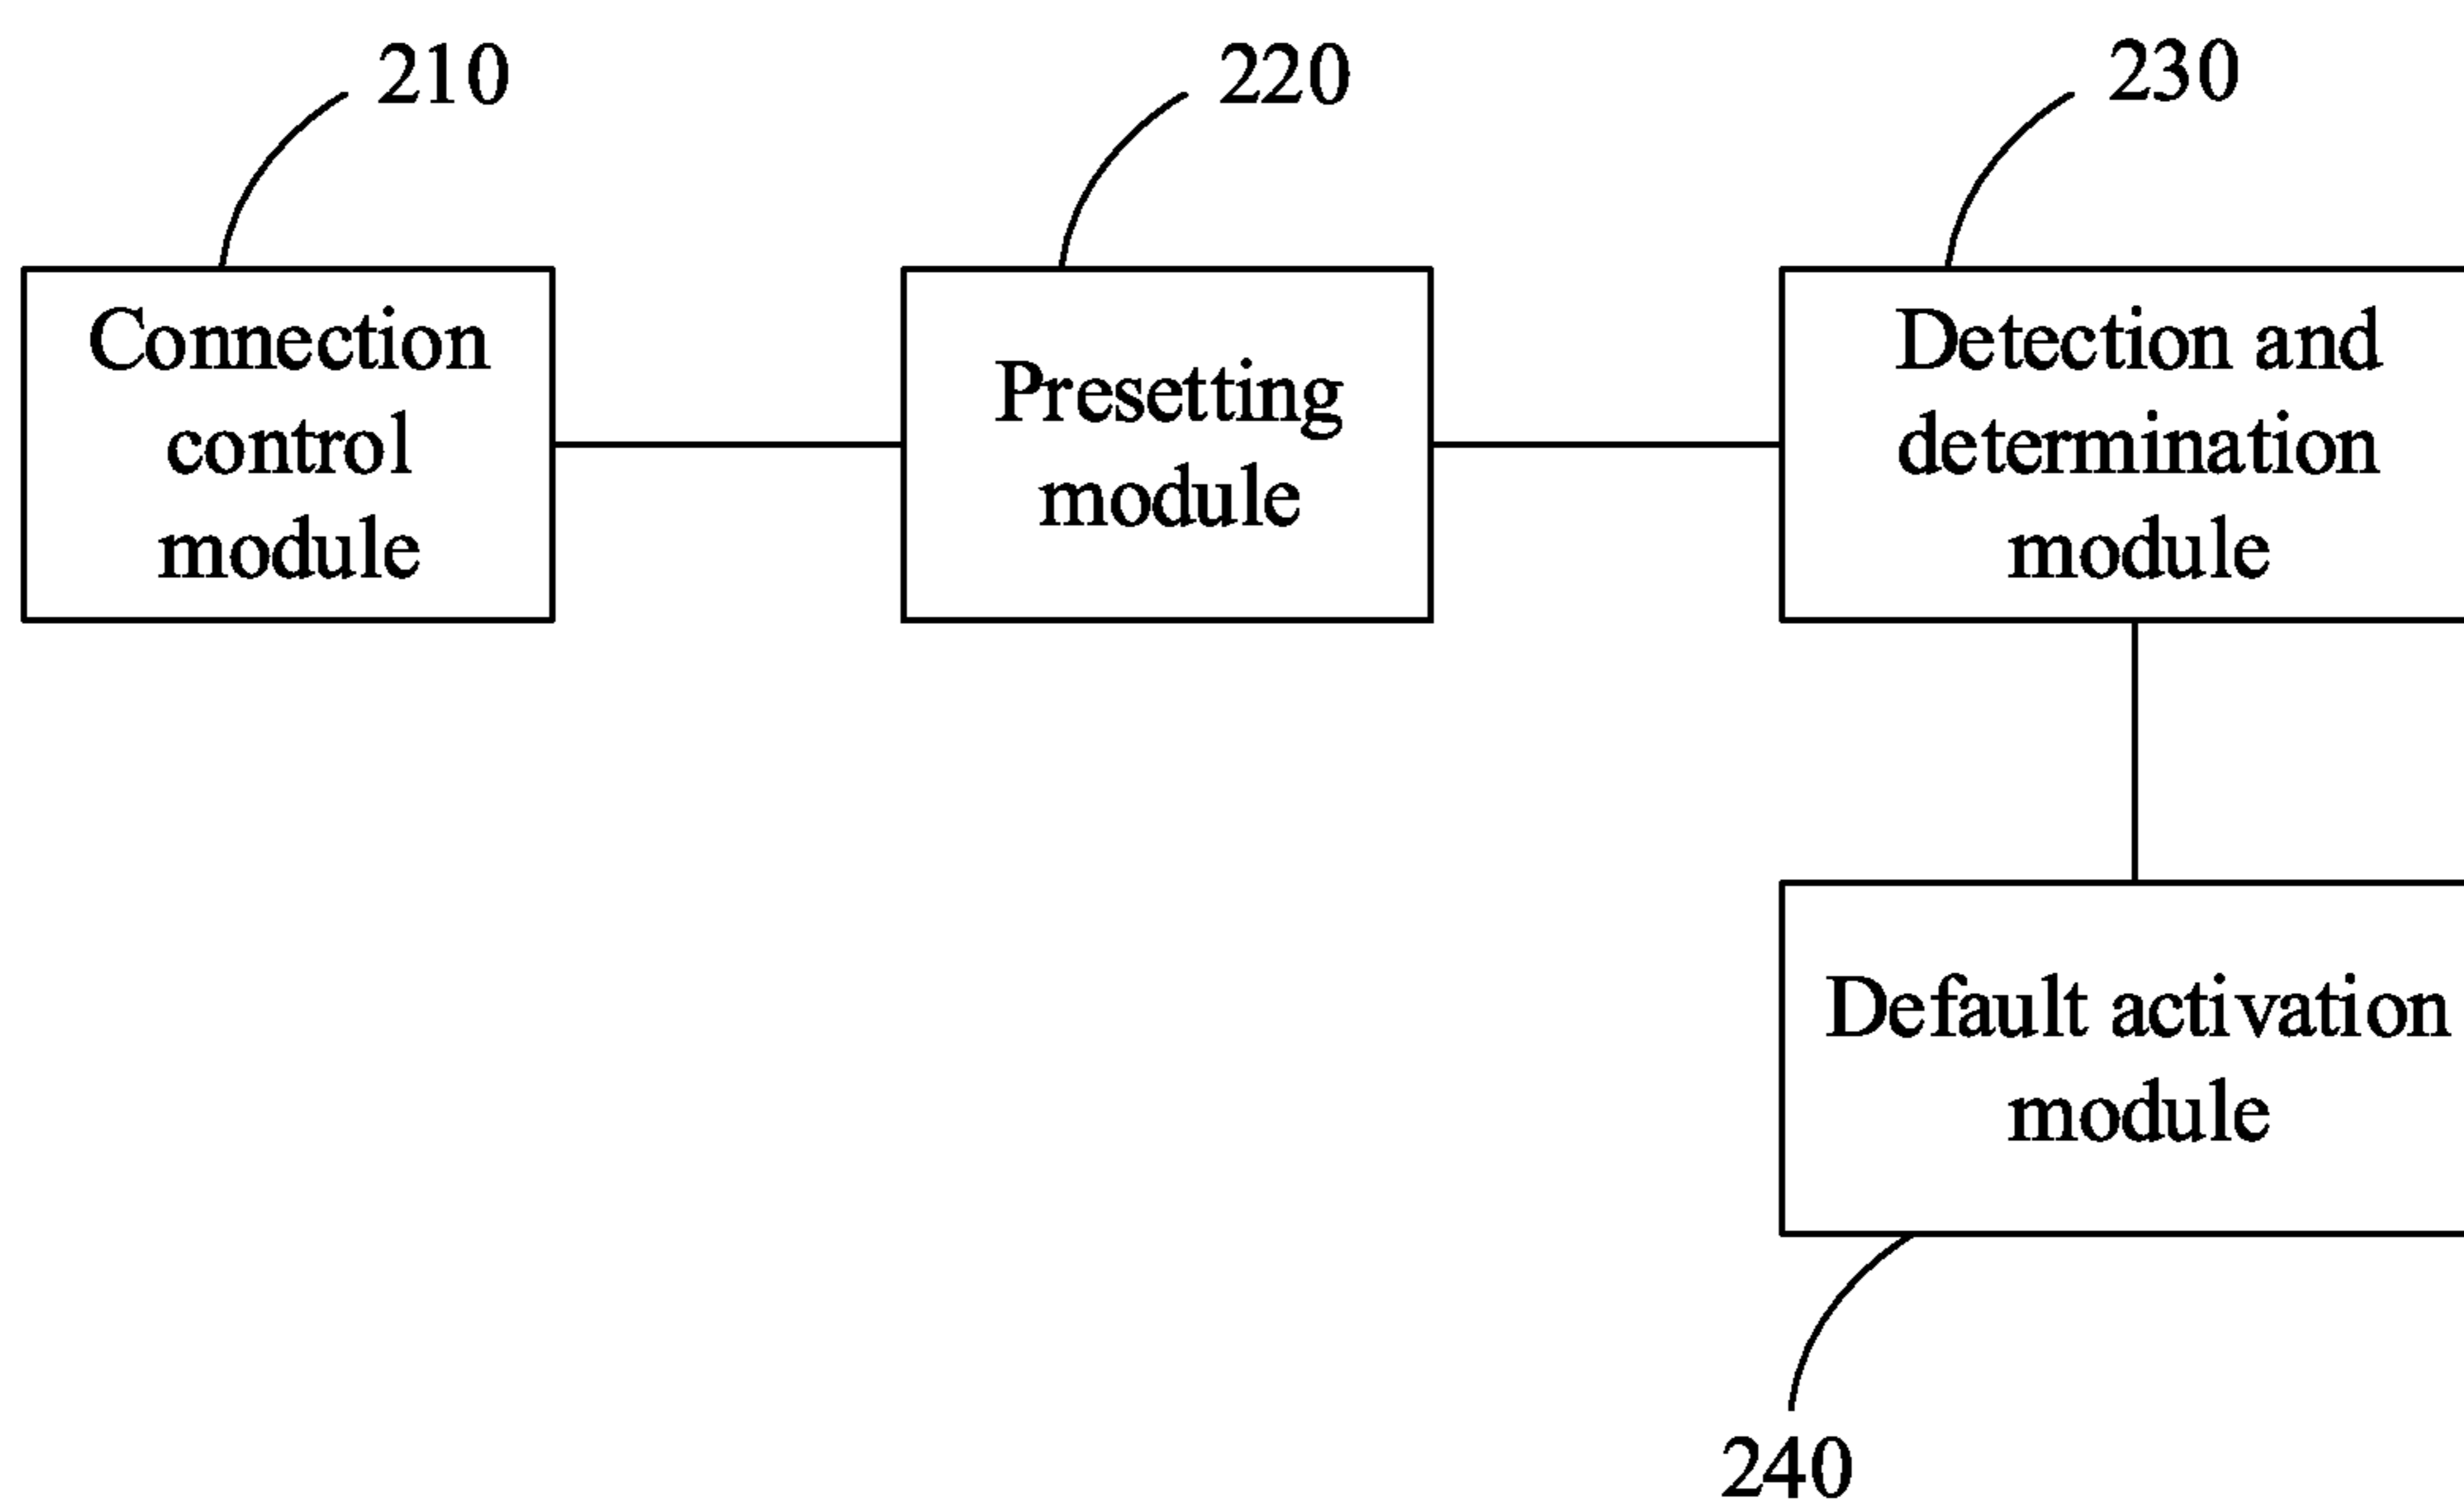 210
220
230
Connection
control
module
Presetting
module
Detection and
determination
module
Default activation
module
240